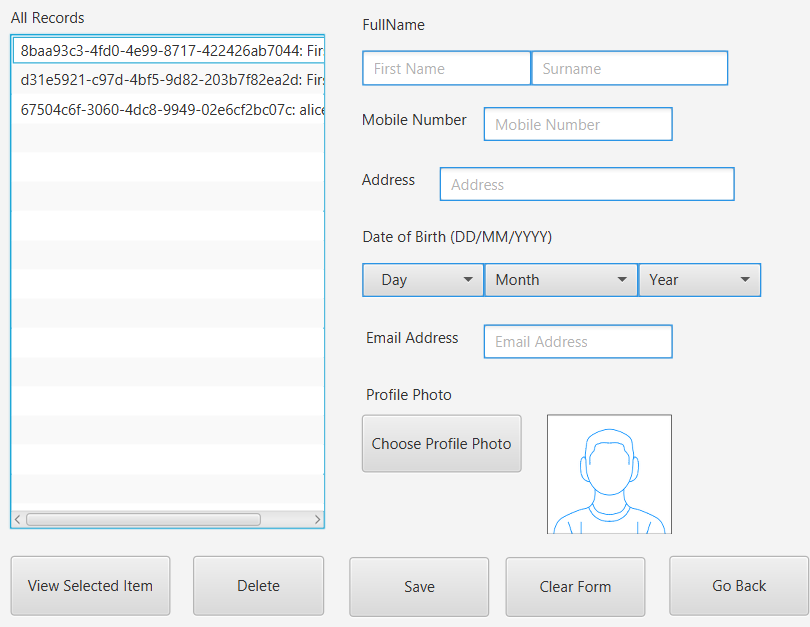 All Records
8baa93c3-4fd0-4e99-8717-422426ab7044: Firs
d31e5921-c97d-4bf5-9d82-203b7f82ea2d: Firs
67504c6f-3060-4dc8-9949-02e6cf2bc07c: alice
FullName
First Name
Surname
Mobile Number
Mobile Number
Address
Address
Date of Birth (DD/MM/YYYY)
Day
Month
Year
Email Address
Email Address
Profile Photo
Choose Profile Photo
View Selected Item
Delete
Save
Clear Form
Go Back